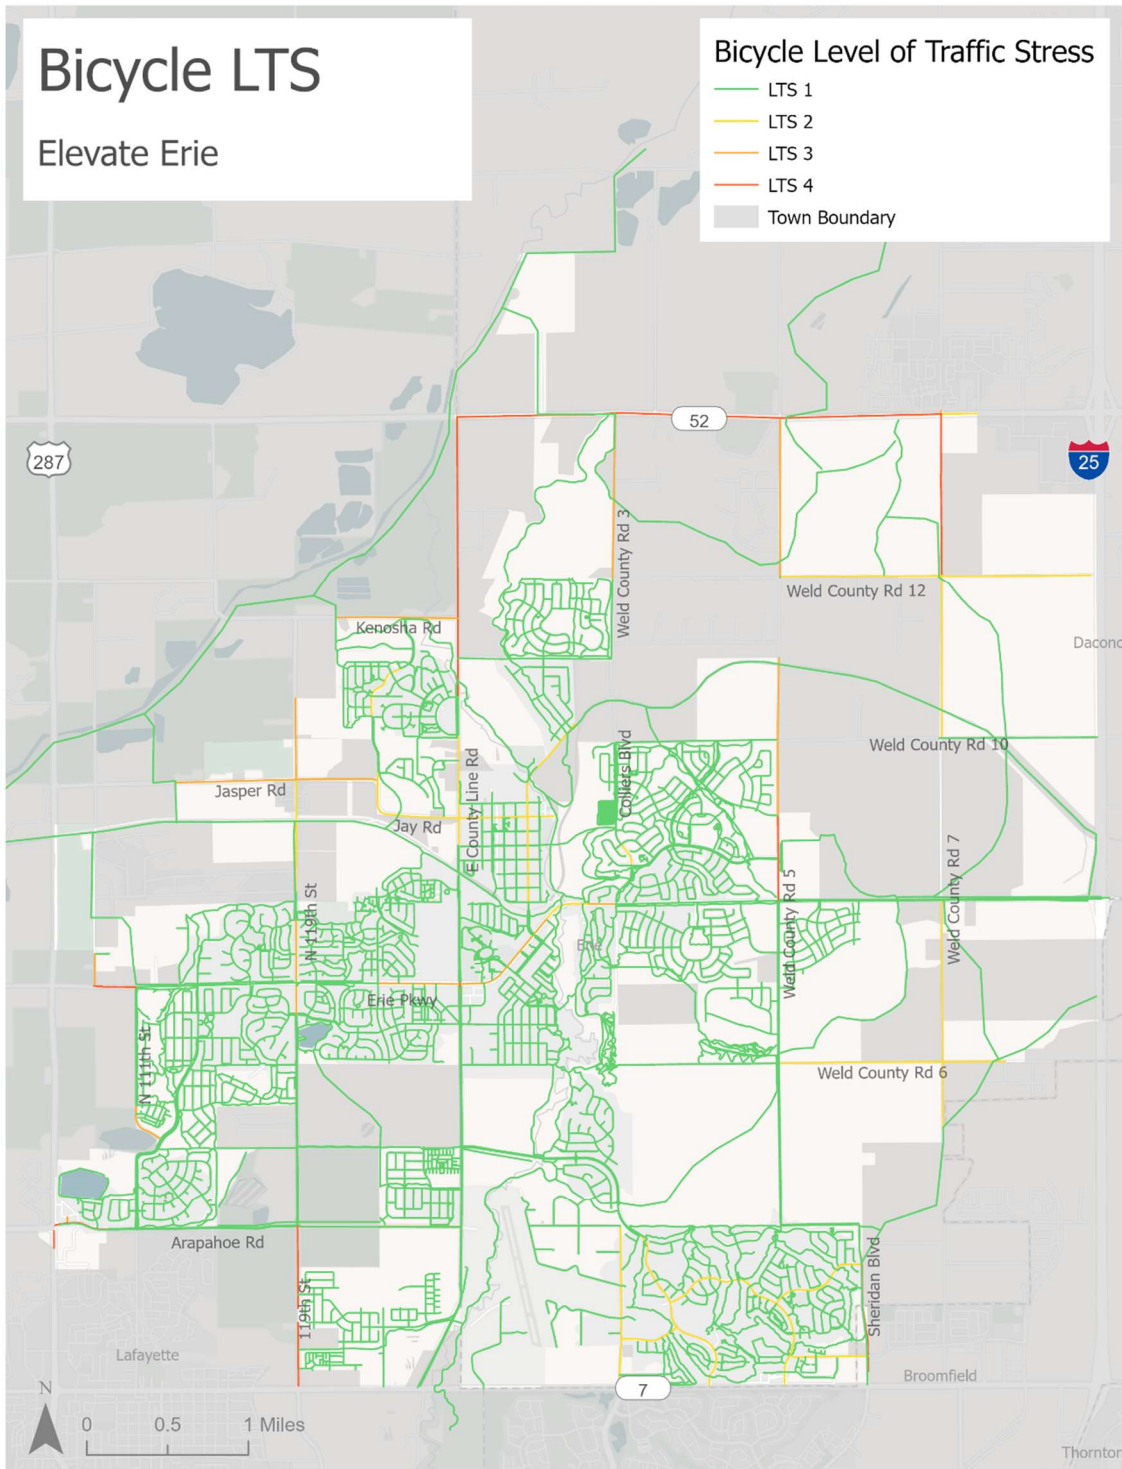 Bicycle LTS
Elevate Erie
Bicycle Level of Traffic Stress
LTS 1
LTS 2
LTS 3
LTS 4
Town Boundary
52
287
25
Weld County Rd 3
Weld County Rd 12
Kenosha Rd
Dacono
Weld County Rd 10
Colliers Blvd
E County Line Rd
Jasper Rd
Jay Rd
Weld County Rd 7
Weld County Rd 5
N 119th St
Erie
Erie Pkwy
N 111th St
Weld County Rd 6
Arapahoe Rd
Sheridan Blvd
119th St
Lafayette
Broomfield
7
N
0 0.5 1 Miles
Thornton